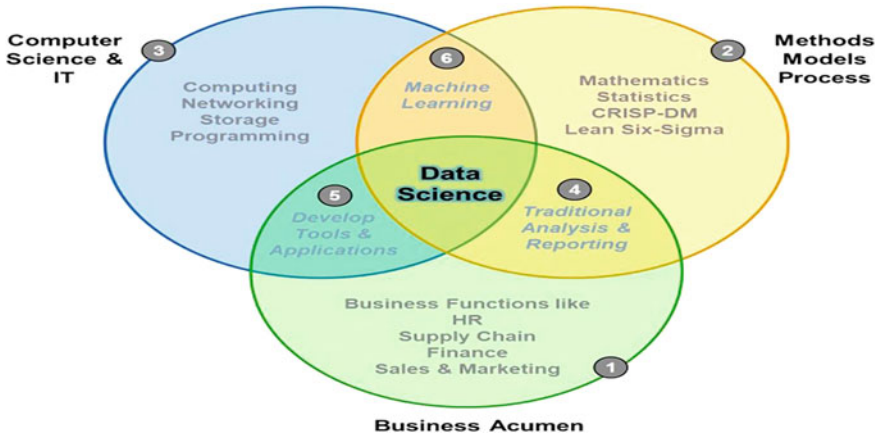 Computer
Science &
IT
3
Computing
Networking
Storage
Programming
6
Machine
Learning
2
Methods
Models
Process
Mathematics
Statistics
CRISP-DM
Lean Six-Sigma
Data
Science
5
Develop
Tools &
Applications
4
Traditional
Analysis &
Reporting
Business Functions like
HR
Supply Chain
Finance
Sales & Marketing
1
Business Acumen